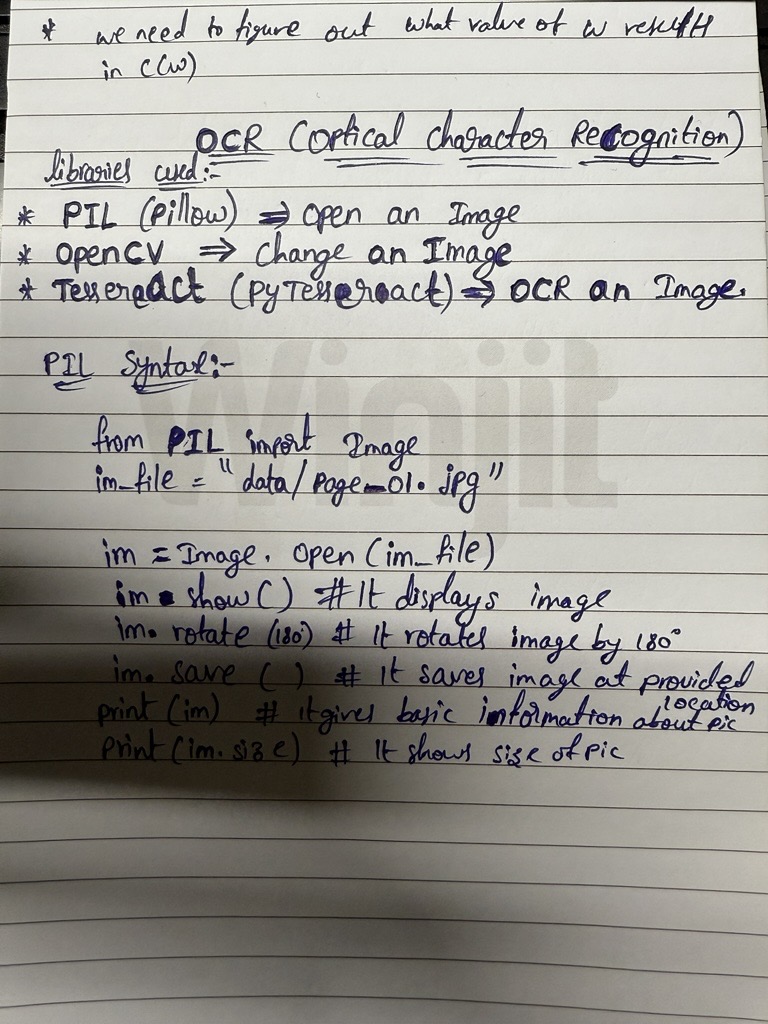 * we need to figure out what value of w result
in c(w)
OCR (Optical Character Recognition)
libraries used:-
* PIL (Pillow) ⇒ Open an Image
* OpenCV ⇒ Change an Image
* Tesseract (PyTesseract) ⇒ OCR an Image.
PIL Syntax:-
Winjit
from PIL import Image
im_file = "data/page_01.jpg"
im = Image.open(im_file)
im.show() #It displays image
im.rotate(180) # It rotates image by 180°
im.save( ) # It saves image at provided
location
print(im) # it gives basic information about pic
print(im.size) # It shows size of pic